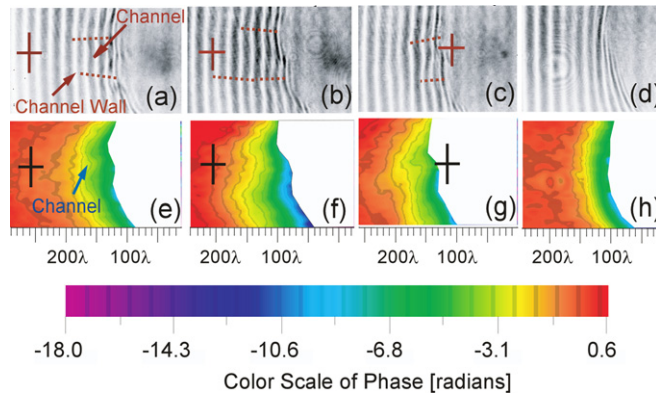 Channel
Channel Wall
(a)
(b)
(c)
(d)
Channel
(e)
(f)
(g)
(h)
200λ 100λ 200λ 100λ 200λ 100λ 200λ 100λ
-18.0 -14.3 -10.6 -6.8 -3.1 0.6
Color Scale of Phase [radians]